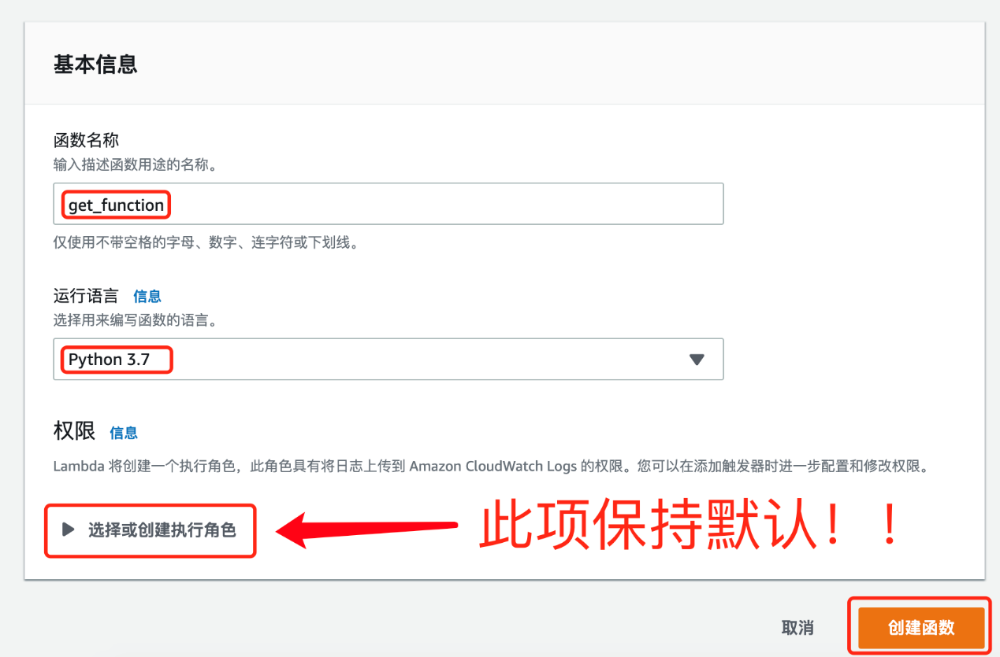 基本信息
函数名称
输入描述函数用途的名称。
get_function
仅使用不带空格的字母、数字、连字符或下划线。
运行语言 信息
选择用来编写函数的语言。
Python 3.7
权限 信息
Lambda 将创建一个执行角色，此角色具有将日志上传到 Amazon CloudWatch Logs 的权限。您可以在添加触发器时进一步配置和修改权限。
选择或创建执行角色 此项保持默认！！
取消 创建函数